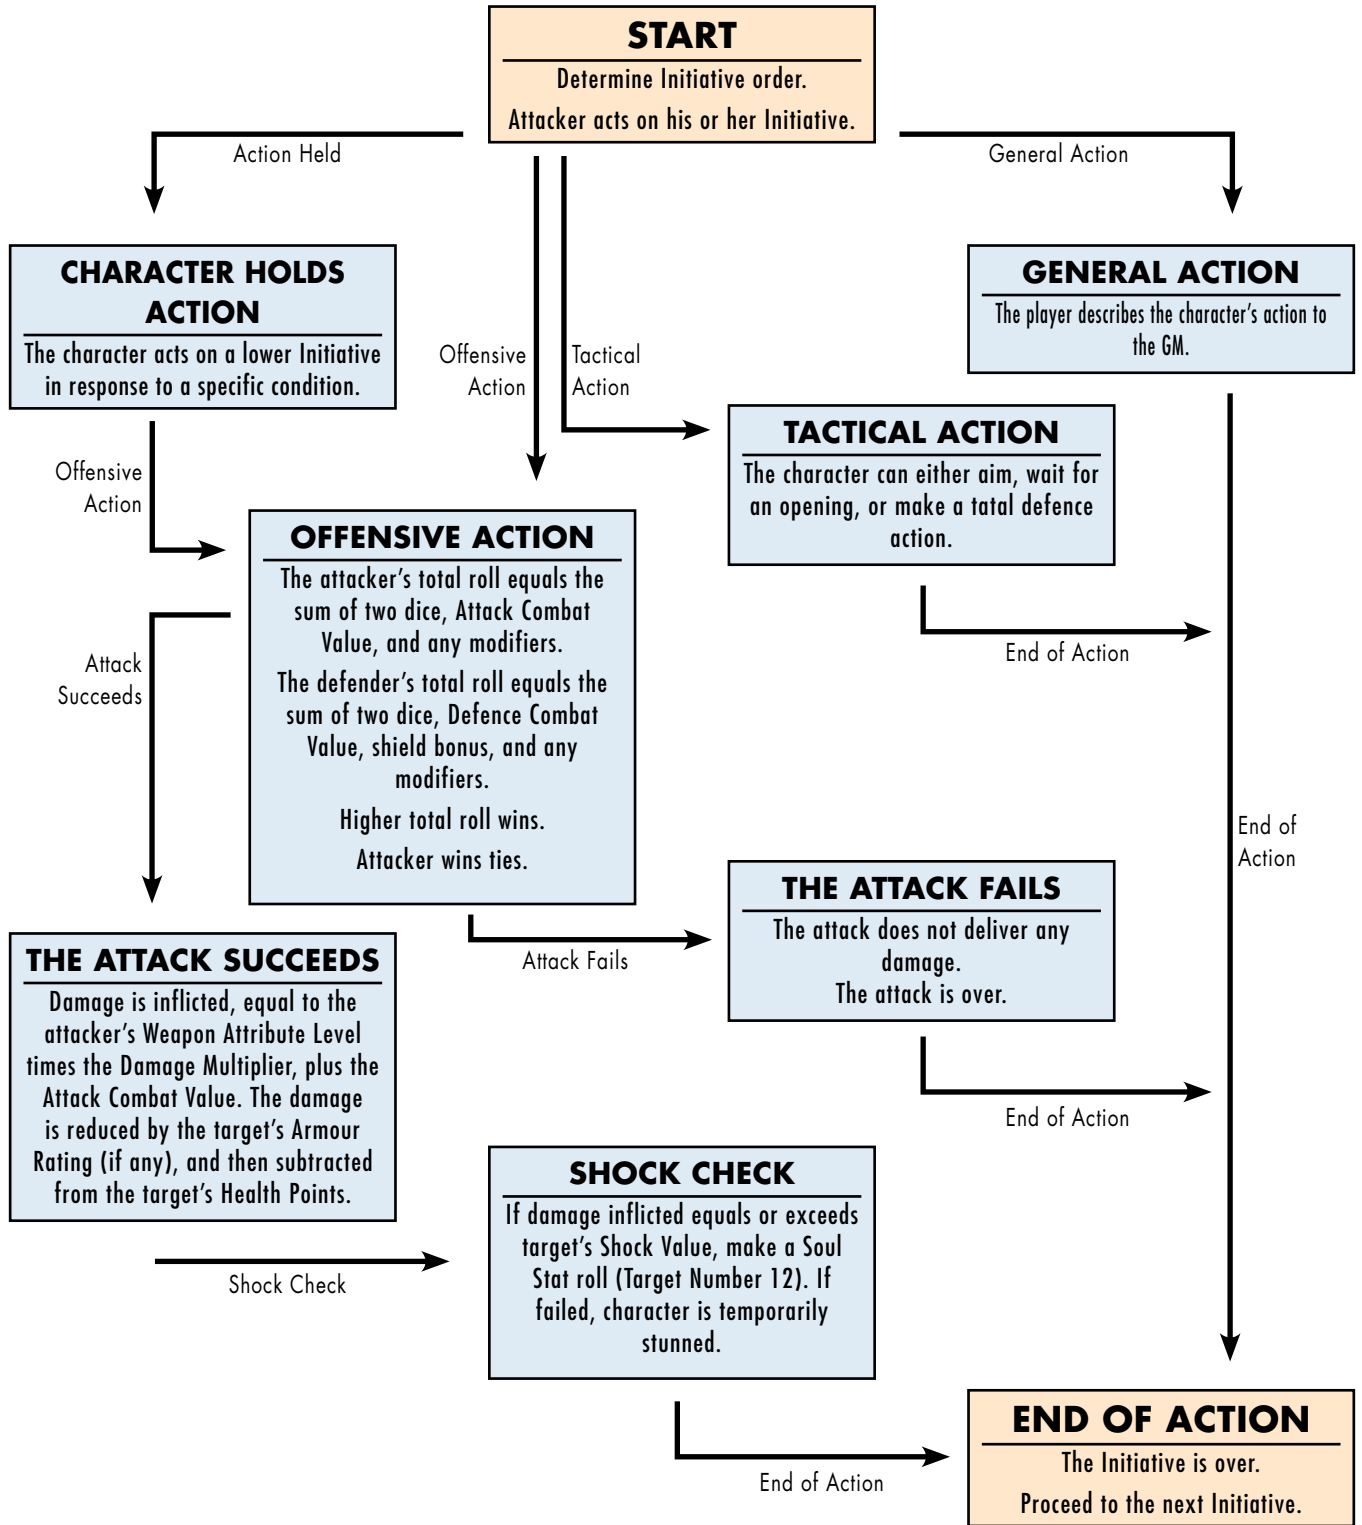 START
Determine Initiative order.
Attacker acts on his or her Initiative.
Action Held
General Action
CHARACTER HOLDS
ACTION
The character acts on a lower Initiative
in response to a specific condition.
GENERAL ACTION
The player describes the character's action to
the GM.
Offensive
Action
Tactical
Action
TACTICAL ACTION
The character can either aim, wait for
an opening, or make a tatal defence
action.
Offensive
Action
OFFENSIVE ACTION
The attacker's total roll equals the
sum of two dice, Attack Combat
Value, and any modifiers.
The defender's total roll equals the
sum of two dice, Defence Combat
Value, shield bonus, and any
modifiers.
Higher total roll wins.
Attacker wins ties.
End of Action
Attack
Succeeds
End of
Action
THE ATTACK FAILS
The attack does not deliver any
damage.
The attack is over.
Attack Fails
THE ATTACK SUCCEEDS
Damage is inflicted, equal to the
attacker's Weapon Attribute Level
times the Damage Multiplier, plus the
Attack Combat Value. The damage
is reduced by the target's Armour
Rating (if any), and then subtracted
from the target's Health Points.
End of Action
SHOCK CHECK
If damage inflicted equals or exceeds
target's Shock Value, make a Soul
Stat roll (Target Number 12). If
failed, character is temporarily
stunned.
Shock Check
End of Action
END OF ACTION
The Initiative is over.
Proceed to the next Initiative.